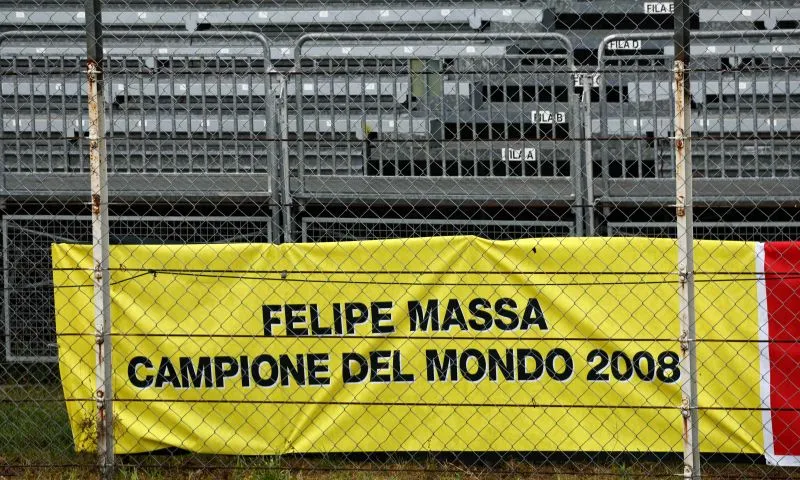 FILA E
FILA D
FILA B
FILA A
FELIPE MASSA
CAMPIONE DEL MONDO 2008